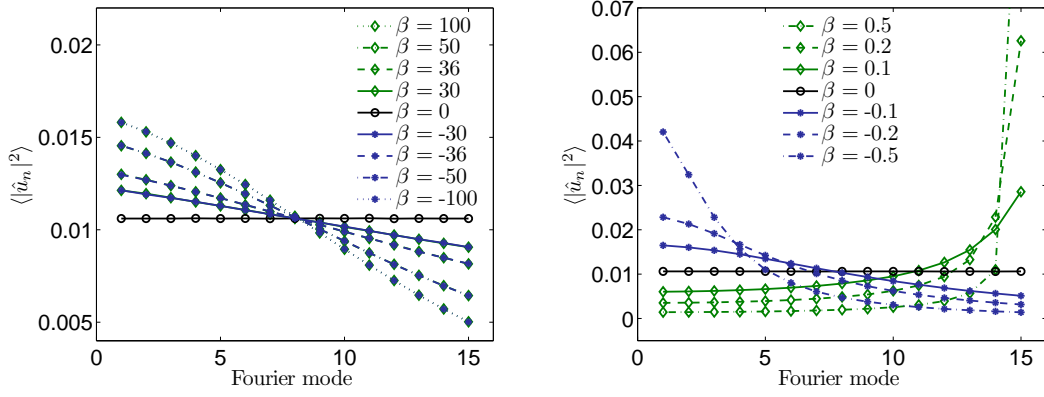 0.02
0.015
0.01
0.005
⟨|û_n|²⟩
β = 100
β = 50
β = 36
β = 30
β = 0
β = -30
β = -36
β = -50
β = -100
0 5 10 15
Fourier mode
0.07
0.06
0.05
0.04
0.03
0.02
0.01
0
⟨|û_n|²⟩
β = 0.5
β = 0.2
β = 0.1
β = 0
β = -0.1
β = -0.2
β = -0.5
0 5 10 15
Fourier mode